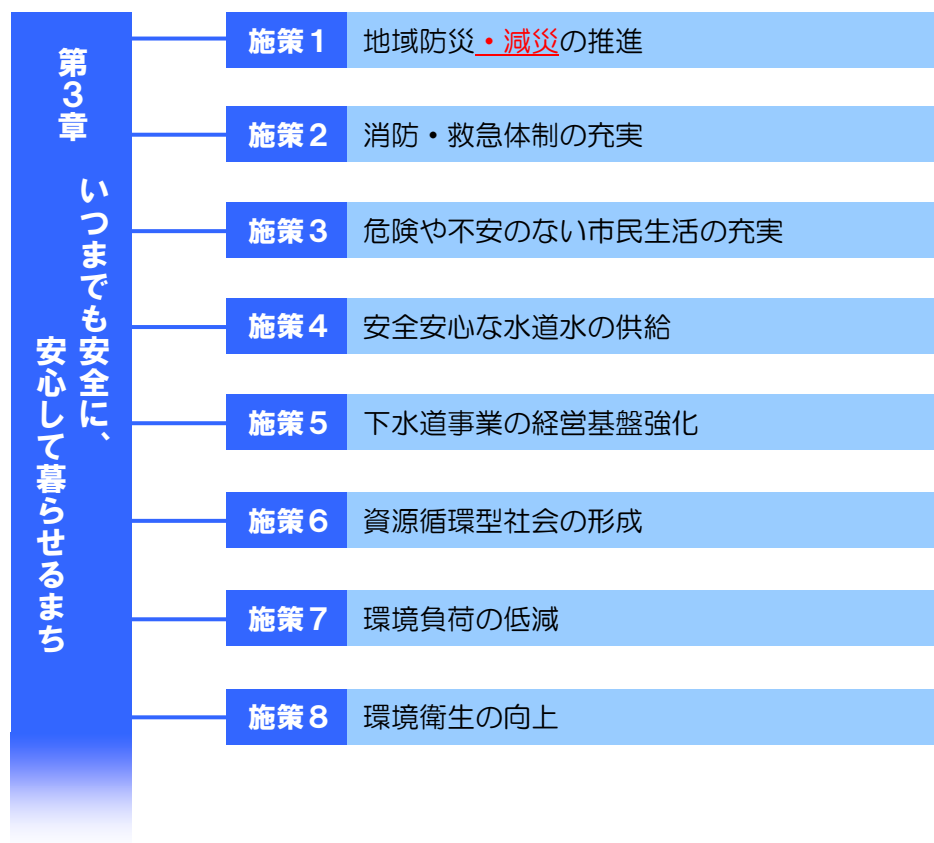 第3章
いつまでも安全に、
安心して暮らせるまち
施策1 地域防災・減災の推進
施策2 消防・救急体制の充実
施策3 危険や不安のない市民生活の充実
施策4 安全安心な水道水の供給
施策5 下水道事業の経営基盤強化
施策6 資源循環型社会の形成
施策7 環境負荷の低減
施策8 環境衛生の向上